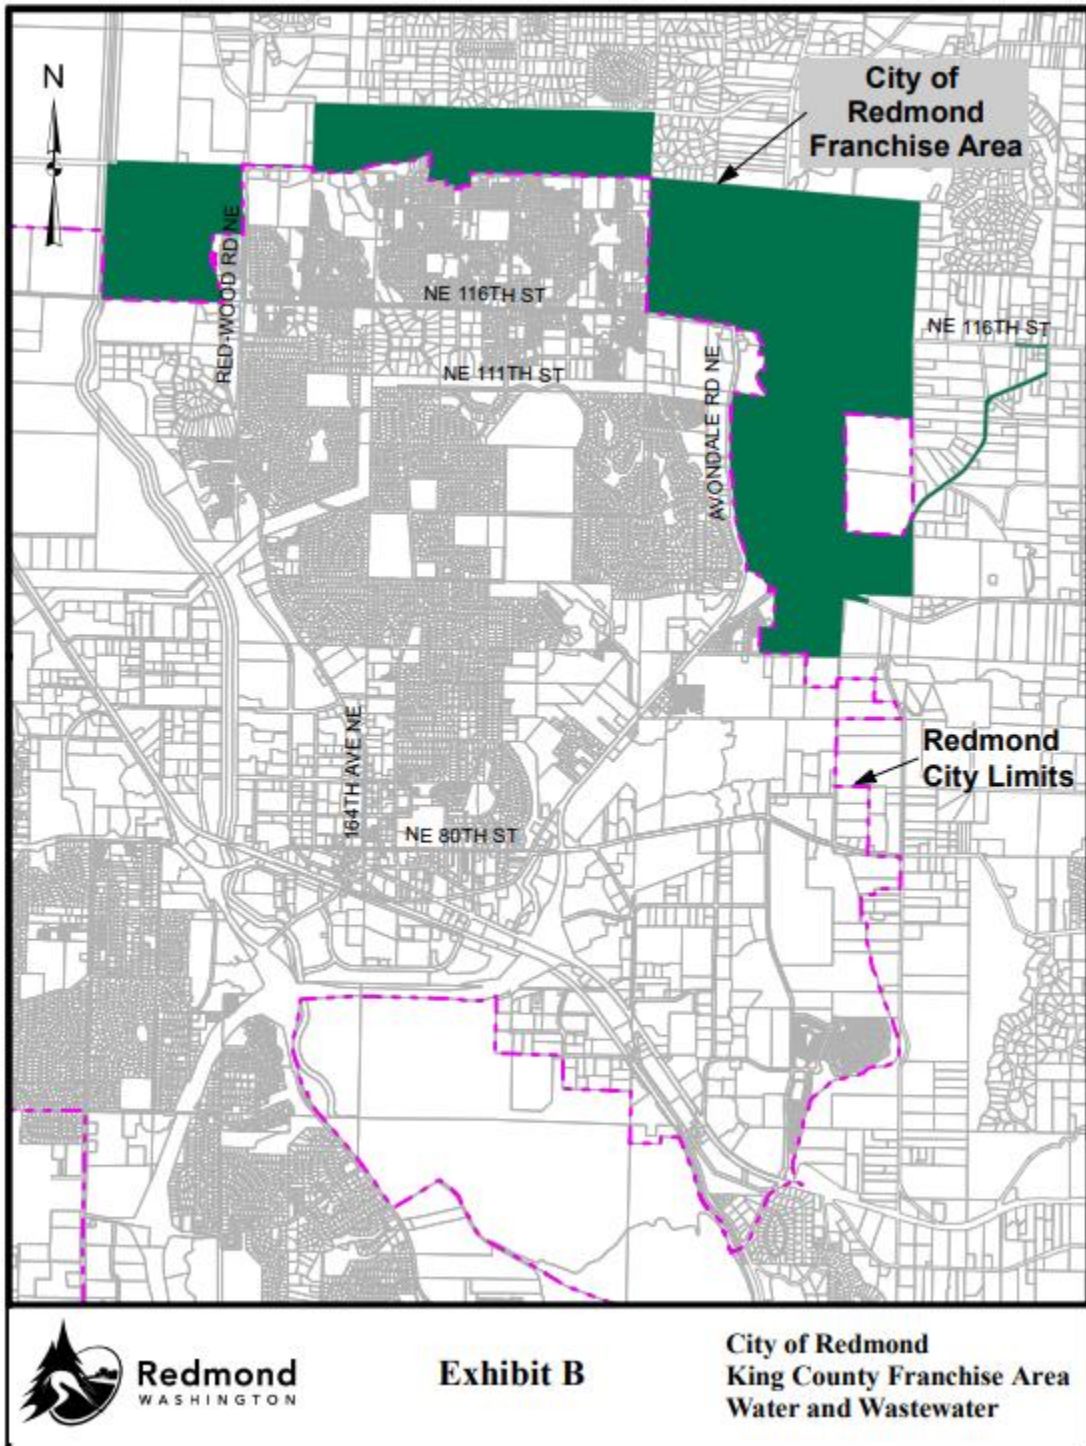 N
City of
Redmond
Franchise Area
RED-WOOD RD NE
NE 116TH ST
NE 116TH ST
NE 111TH ST
AVONDALE RD NE
Redmond
City Limits
164TH AVE NE
NE 80TH ST
Redmond
WASHINGTON
Exhibit B
City of Redmond
King County Franchise Area
Water and Wastewater